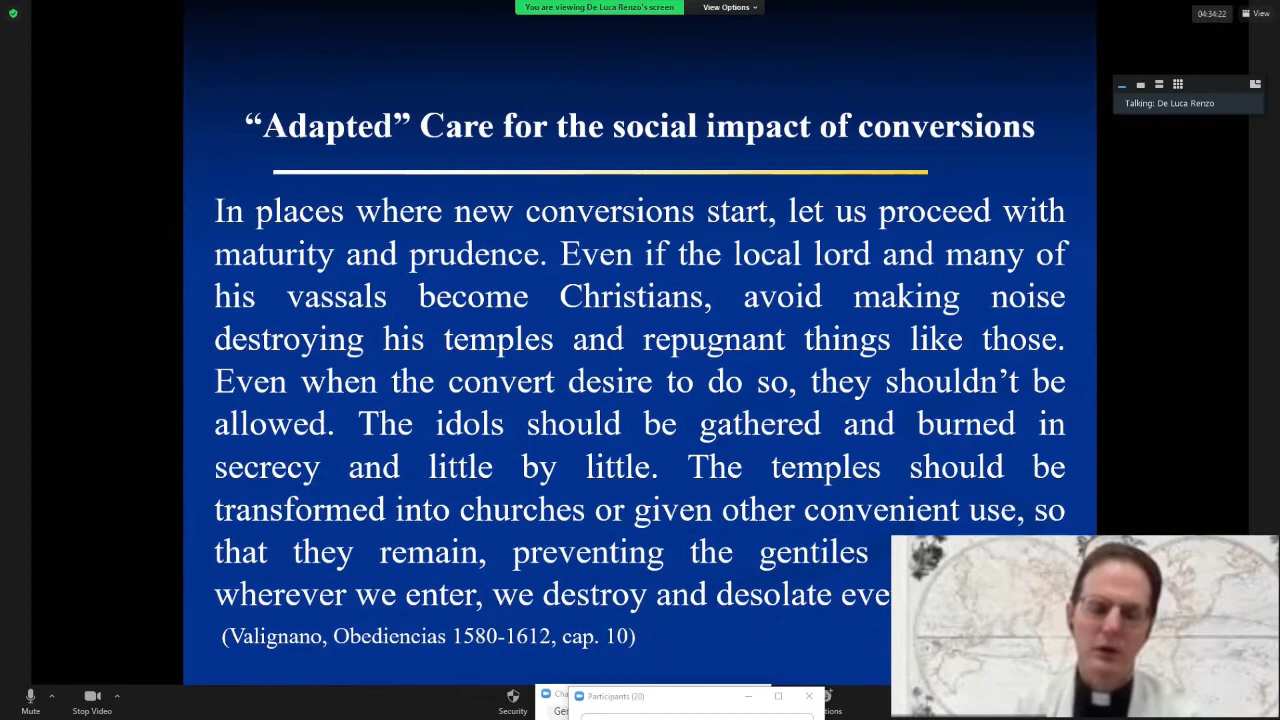 You are viewing De Luca Renzo's screen
View Options
04:34:22
View
Talking: De Luca Renzo
“Adapted” Care for the social impact of conversions
In places where new conversions start, let us proceed with
maturity and prudence. Even if the local lord and many of
his vassals become Christians, avoid making noise
destroying his temples and repugnant things like those.
Even when the convert desire to do so, they shouldn’t be
allowed. The idols should be gathered and burned in
secrecy and little by little. The temples should be
transformed into churches or given other convenient use, so
that they remain, preventing the gentiles
wherever we enter, we destroy and desolate
(Valignano, Obediencias 1580-1612, cap. 10)
Mute
Stop Video
Security
Participants (20)